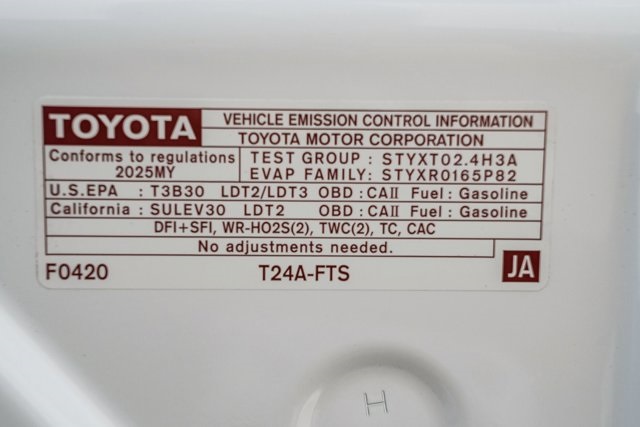 TOYOTA
VEHICLE EMISSION CONTROL INFORMATION
TOYOTA MOTOR CORPORATION
Conforms to regulations
2025MY
TEST GROUP : STYXT02.4H3A
EVAP FAMILY: STYXR0165P82
U.S.EPA : T3B30 LDT2/LDT3 OBD : CAII Fuel : Gasoline
California : SULEV30 LDT2 OBD : CAII Fuel : Gasoline
DFI+SFI, WR-HO2S(2), TWC(2), TC, CAC
No adjustments needed.
F0420 T24A-FTS JA
H